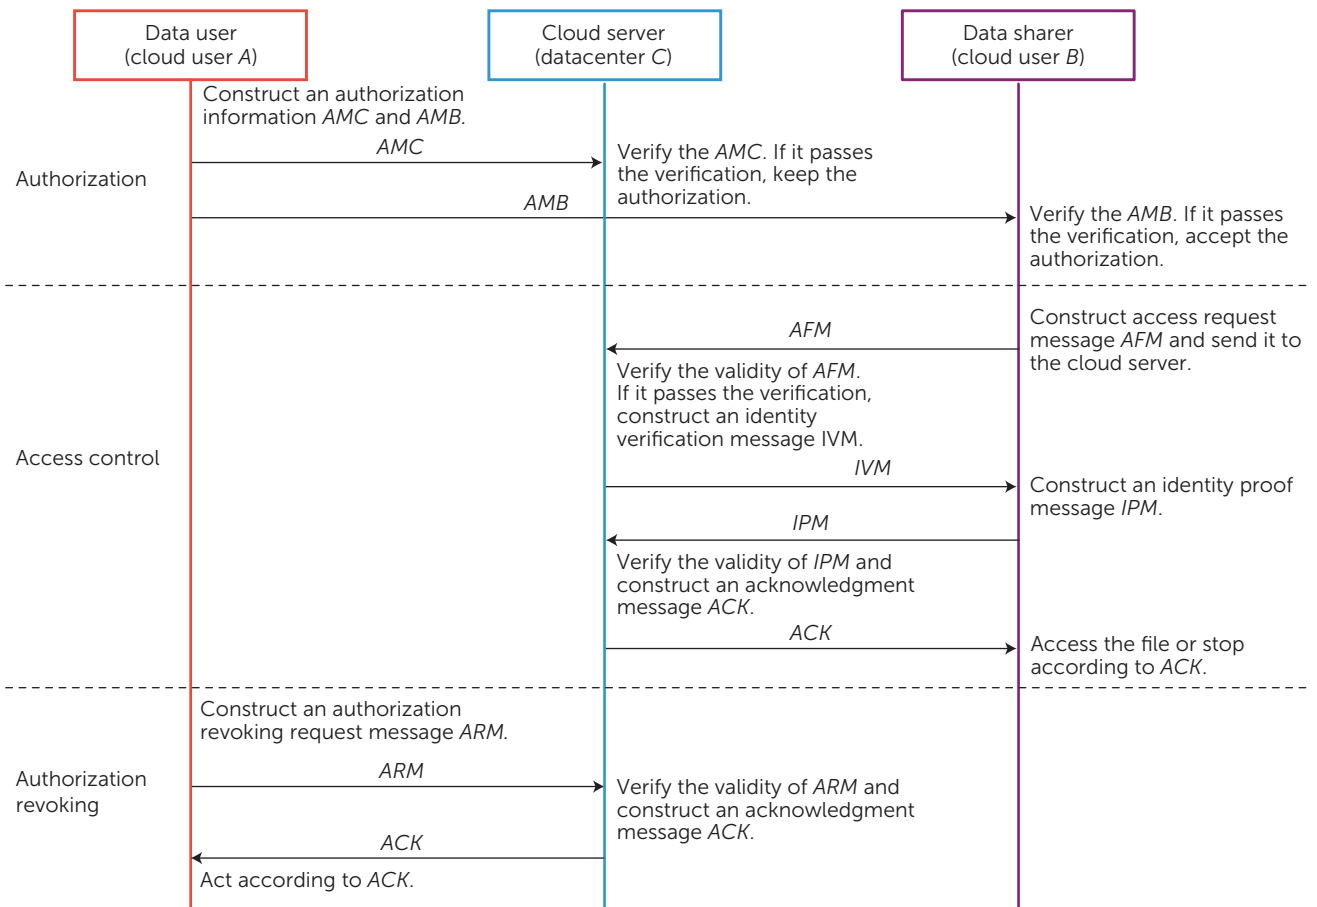 Data user
(cloud user A)
Cloud server
(datacenter C)
Data sharer
(cloud user B)
Construct an authorization
information AMC and AMB.
AMC
Verify the AMC. If it passes
the verification, keep the
authorization.
Authorization
AMB
Verify the AMB. If it passes
the verification, accept the
authorization.
Construct access request
message AFM and send it to
the cloud server.
AFM
Verify the validity of AFM.
If it passes the verification,
construct an identity
verification message IVM.
Access control
IVM
Construct an identity proof
message IPM.
IPM
Verify the validity of IPM and
construct an acknowledgment
message ACK.
ACK
Access the file or stop
according to ACK.
Construct an authorization
revoking request message ARM.
Authorization
revoking
ARM
Verify the validity of ARM and
construct an acknowledgment
message ACK.
ACK
Act according to ACK.